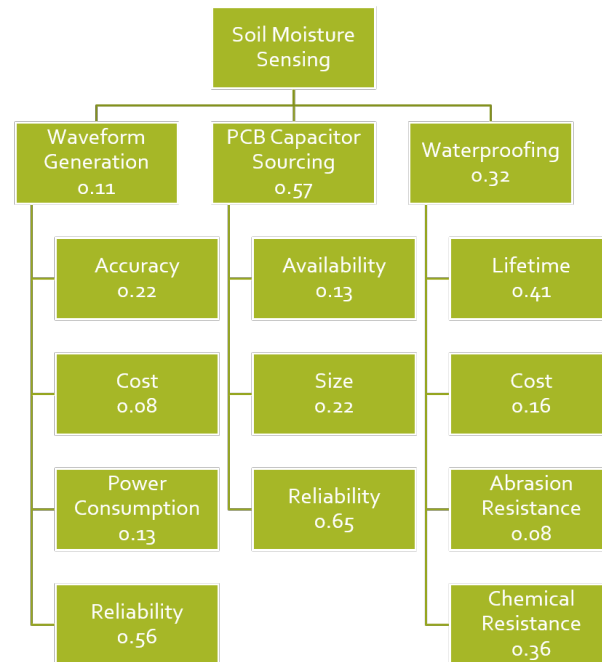 Soil Moisture
Sensing
Waveform
Generation
0.11
PCB Capacitor
Sourcing
0.57
Waterproofing
0.32
Accuracy
0.22
Cost
0.08
Power
Consumption
0.13
Reliability
0.56
Availability
0.13
Size
0.22
Reliability
0.65
Lifetime
0.41
Cost
0.16
Abrasion
Resistance
0.08
Chemical
Resistance
0.36